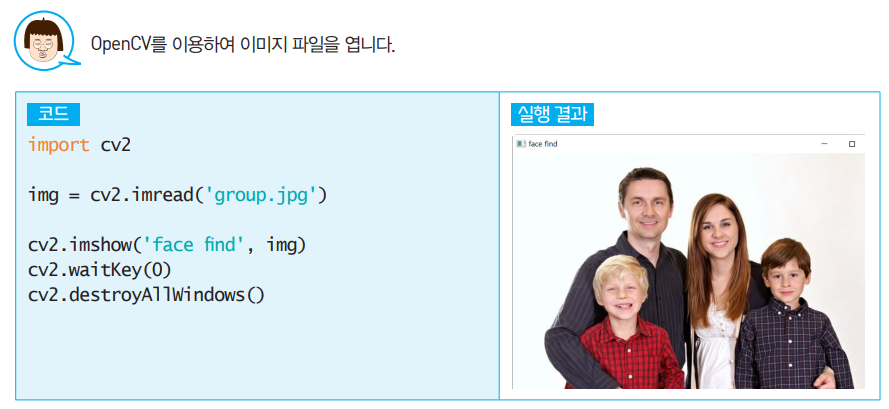 OpenCV를 이용하여 이미지 파일을 엽니다.
코드
import cv2
img = cv2.imread('group.jpg')
cv2.imshow('face find', img)
cv2.waitKey(0)
cv2.destroyAllWindows()
실행 결과
face find